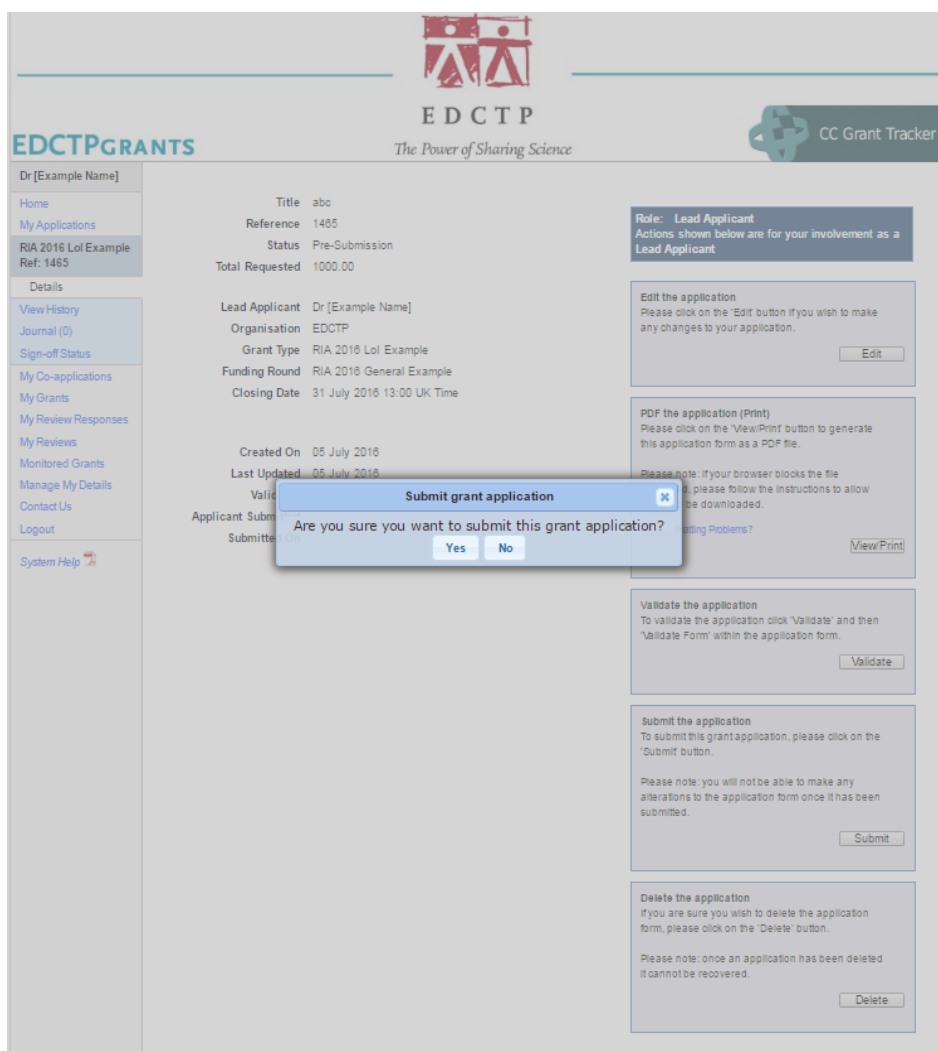 EDCTP
The Power of Sharing Science
EDCTPGRANTS
CC Grant Tracker
Dr [Example Name]
Home
My Applications
RIA 2016 LoI Example
Ref: 1465
Details
View History
Journal (0)
Sign-off Status
My Co-applications
My Grants
My Review Responses
My Reviews
Monitored Grants
Manage My Details
Contact Us
Logout
System Help
Title abc
Reference 1465
Status Pre-Submission
Total Requested 1000.00
Lead Applicant Dr [Example Name]
Organisation EDCTP
Grant Type RIA 2016 LoI Example
Funding Round RIA 2016 General Example
Closing Date 31 July 2016 13:00 UK Time
Created On 05 July 2016
Last Updated 05 July 2016
Applicant
Submit grant application
Are you sure you want to submit this grant application?
Yes No
Role: Lead Applicant
Actions shown below are for your involvement as a
Lead Applicant
Edit the application
Please click on the 'Edit' button if you wish to make
any changes to your application.
Edit
PDF the application (Print)
Please click on the 'View/Print' button to generate
this application form as a PDF file.
Please note: if your browser blocks the file
please follow the instructions to allow
be downloaded.
Problems?
View/Print
Validate the application
To validate the application click 'Validate' and then
'Validate Form' within the application form.
Validate
Submit the application
To submit this grant application, please click on the
'Submit' button.
Please note: you will not be able to make any
alterations to the application form once it has been
submitted.
Submit
Delete the application
If you are sure you wish to delete the application
form, please click on the 'Delete' button.
Please note: once an application has been deleted
it cannot be recovered.
Delete